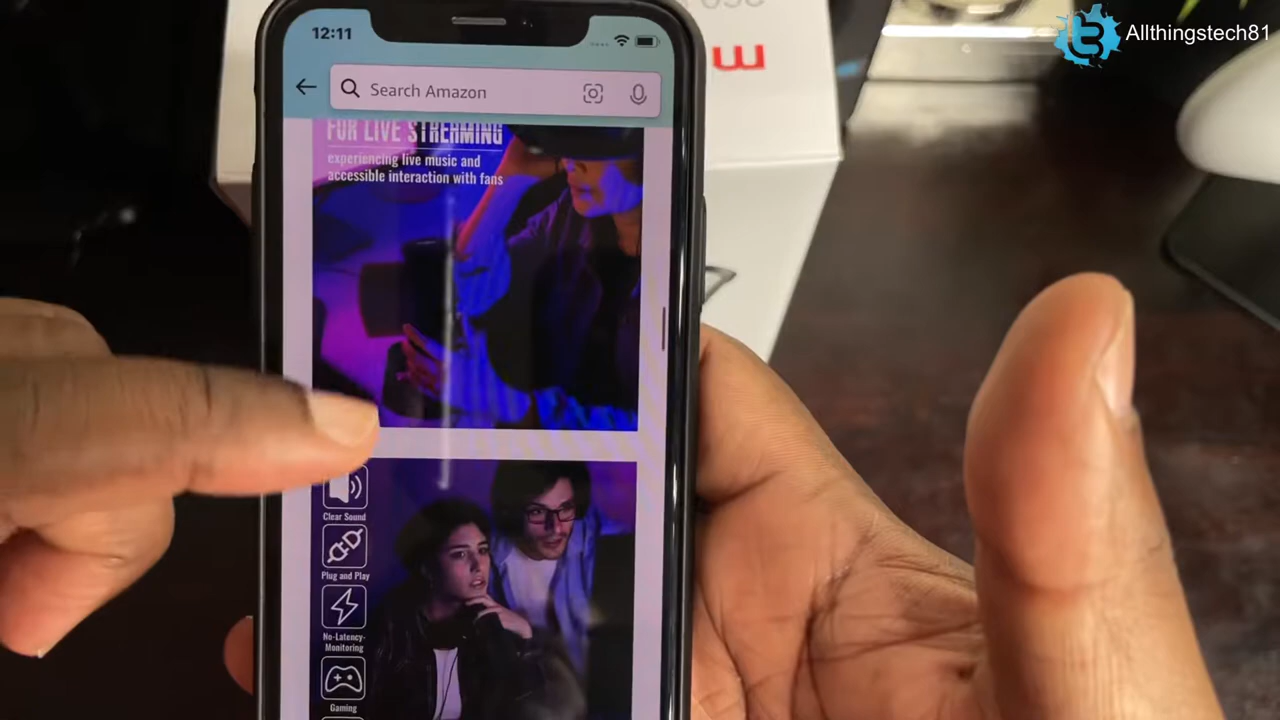 Allthingstech81
12:11
Search Amazon
FOR LIVE STREAMING
experiencing live music and
accessible interaction with fans
Clear Sound
Plug and Play
No-Latency-
Monitoring
Gaming